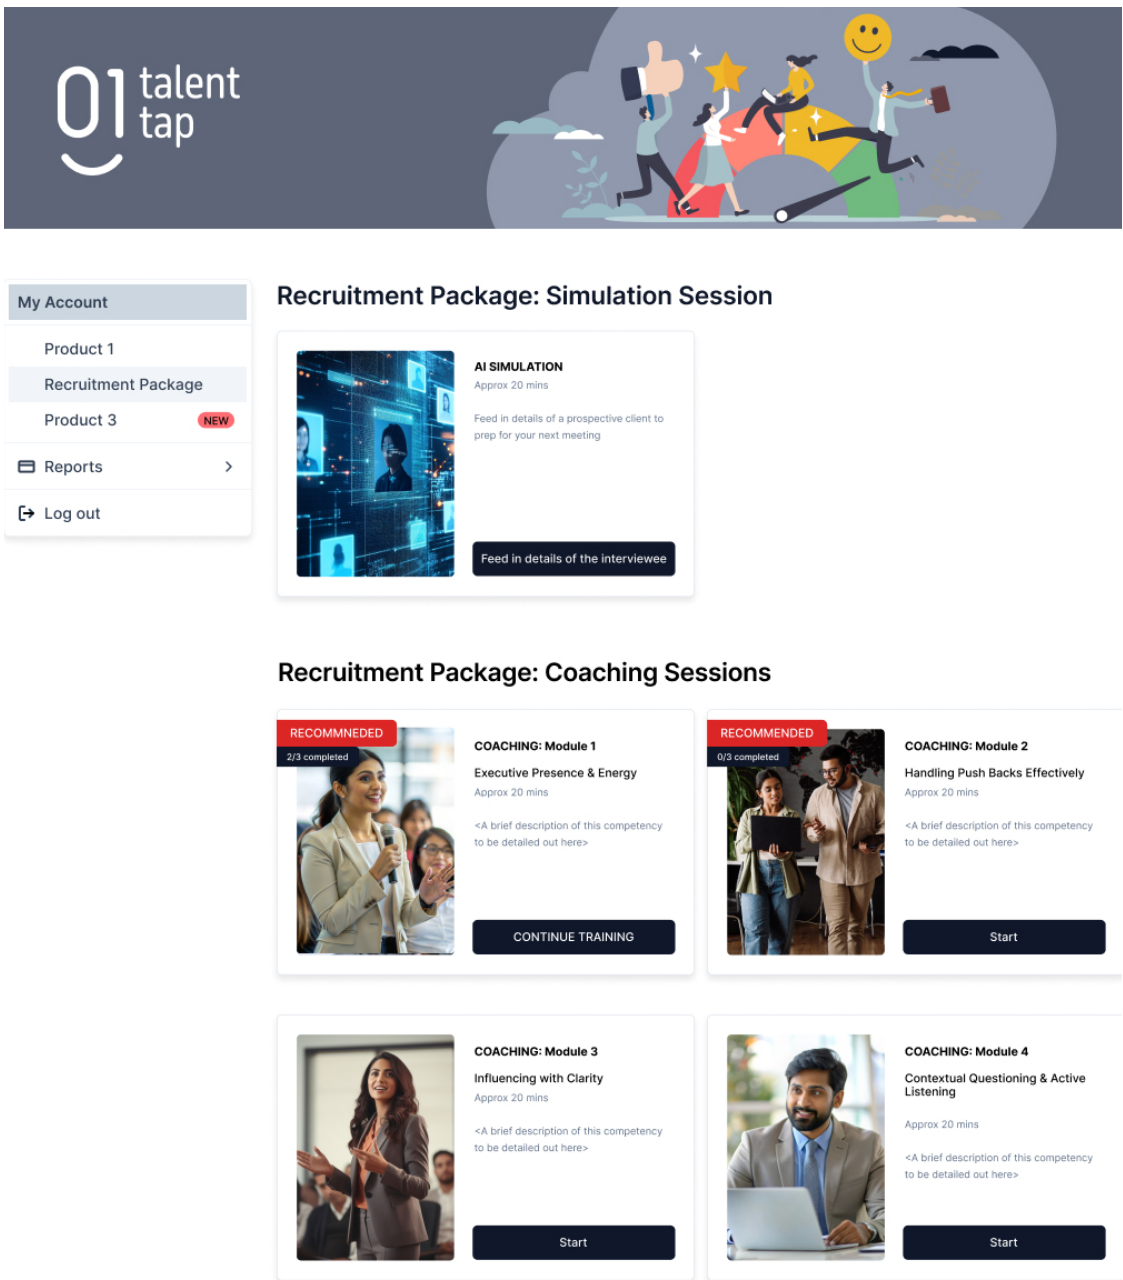 01 talent
tap
My Account
Product 1
Recruitment Package
Product 3 NEW
Reports
Log out
Recruitment Package: Simulation Session
AI SIMULATION
Approx 20 mins
Feed in details of a prospective client to
prep for your next meeting
Feed in details of the interviewee
Recruitment Package: Coaching Sessions
RECOMMNEDED
2/3 completed
COACHING: Module 1
Executive Presence & Energy
Approx 20 mins
<A brief description of this competency
to be detailed out here>
CONTINUE TRAINING
RECOMMENDED
0/3 completed
COACHING: Module 2
Handling Push Backs Effectively
Approx 20 mins
<A brief description of this competency
to be detailed out here>
Start
COACHING: Module 3
Influencing with Clarity
Approx 20 mins
<A brief description of this competency
to be detailed out here>
Start
COACHING: Module 4
Contextual Questioning & Active
Listening
Approx 20 mins
<A brief description of this competency
to be detailed out here>
Start